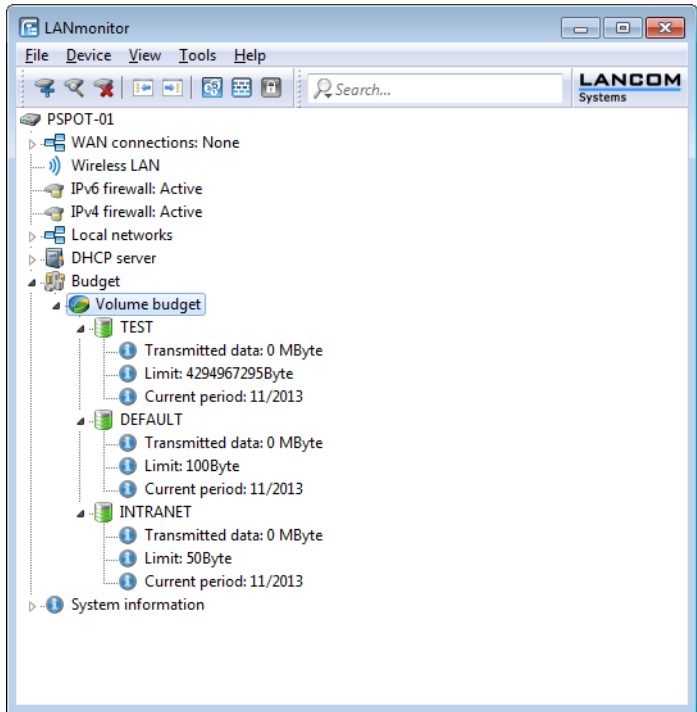 LANmonitor
File Device View Tools Help
Search...
LANCOM
Systems
PSPOT-01
WAN connections: None
Wireless LAN
IPv6 firewall: Active
IPv4 firewall: Active
Local networks
DHCP server
Budget
Volume budget
TEST
Transmitted data: 0 MByte
Limit: 4294967295Byte
Current period: 11/2013
DEFAULT
Transmitted data: 0 MByte
Limit: 100Byte
Current period: 11/2013
INTRANET
Transmitted data: 0 MByte
Limit: 50Byte
Current period: 11/2013
System information